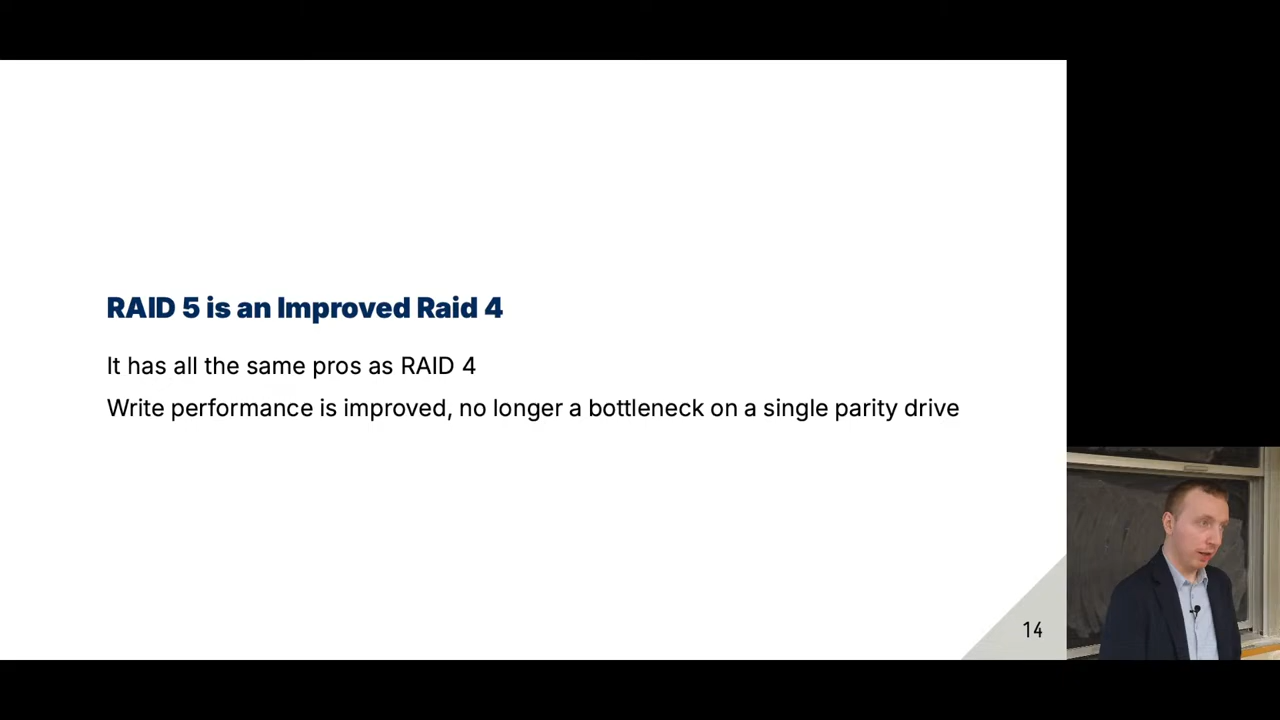 RAID 5 is an Improved Raid 4
It has all the same pros as RAID 4
Write performance is improved, no longer a bottleneck on a single parity drive
14